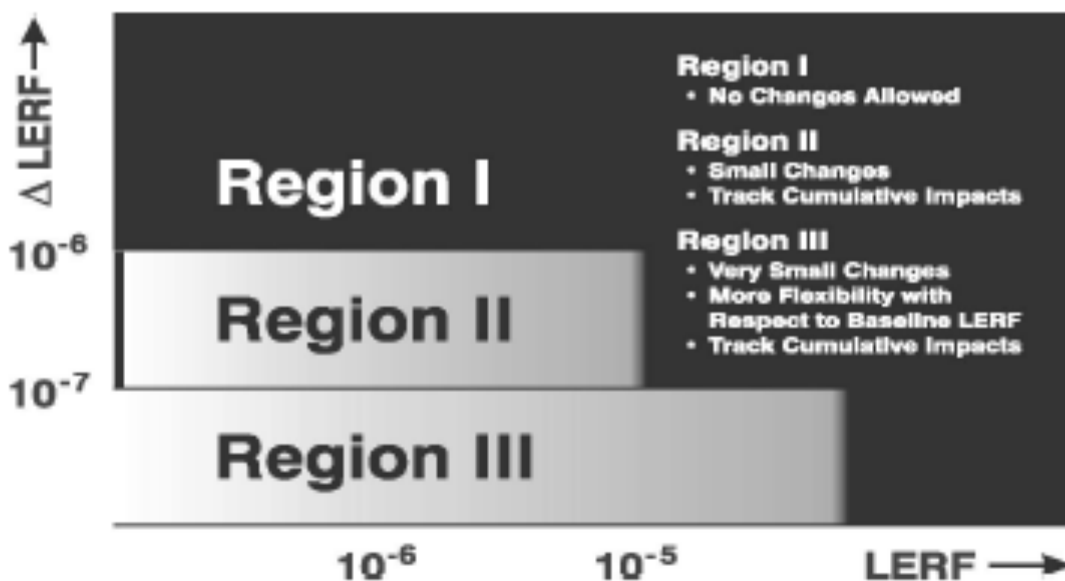 Δ LERF →
Region I
• No Changes Allowed
Region II
• Small Changes
• Track Cumulative Impacts
Region III
• Very Small Changes
• More Flexibility with
Respect to Baseline LERF
• Track Cumulative Impacts
Region I
10⁻⁶
Region II
10⁻⁷
Region III
10⁻⁶ 10⁻⁵ LERF →